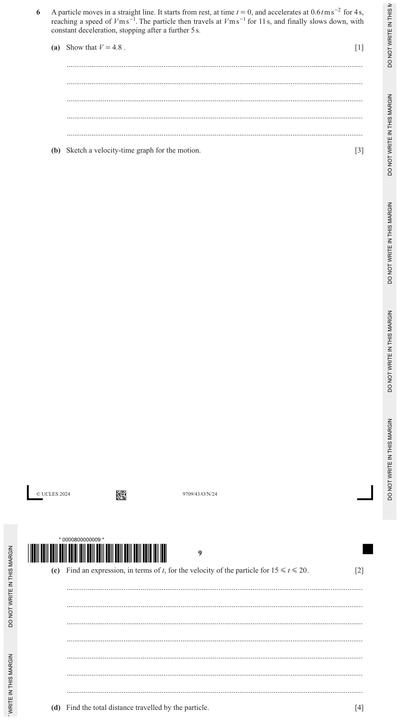 6 A particle moves in a straight line. It starts from rest, at time t = 0, and accelerates at 0.6t m s⁻² for 4 s,
reaching a speed of V m s⁻¹. The particle then travels at V m s⁻¹ for 11 s, and finally slows down, with
constant deceleration, stopping after a further 5 s.
(a) Show that V = 4.8 . [1]
(b) Sketch a velocity-time graph for the motion. [3]
© UCLES 2024 9709/43/O/N/24
DO NOT WRITE IN THIS M
DO NOT WRITE IN THIS MARGIN
DO NOT WRITE IN THIS MARGIN
DO NOT WRITE IN THIS MARGIN
DO NOT WRITE IN THIS MARGIN
* 0000800000009 *
9
(c) Find an expression, in terms of t, for the velocity of the particle for 15 ⩽ t ⩽ 20. [2]
(d) Find the total distance travelled by the particle. [4]
DO NOT WRITE IN THIS MARGIN
WRITE IN THIS MARGIN